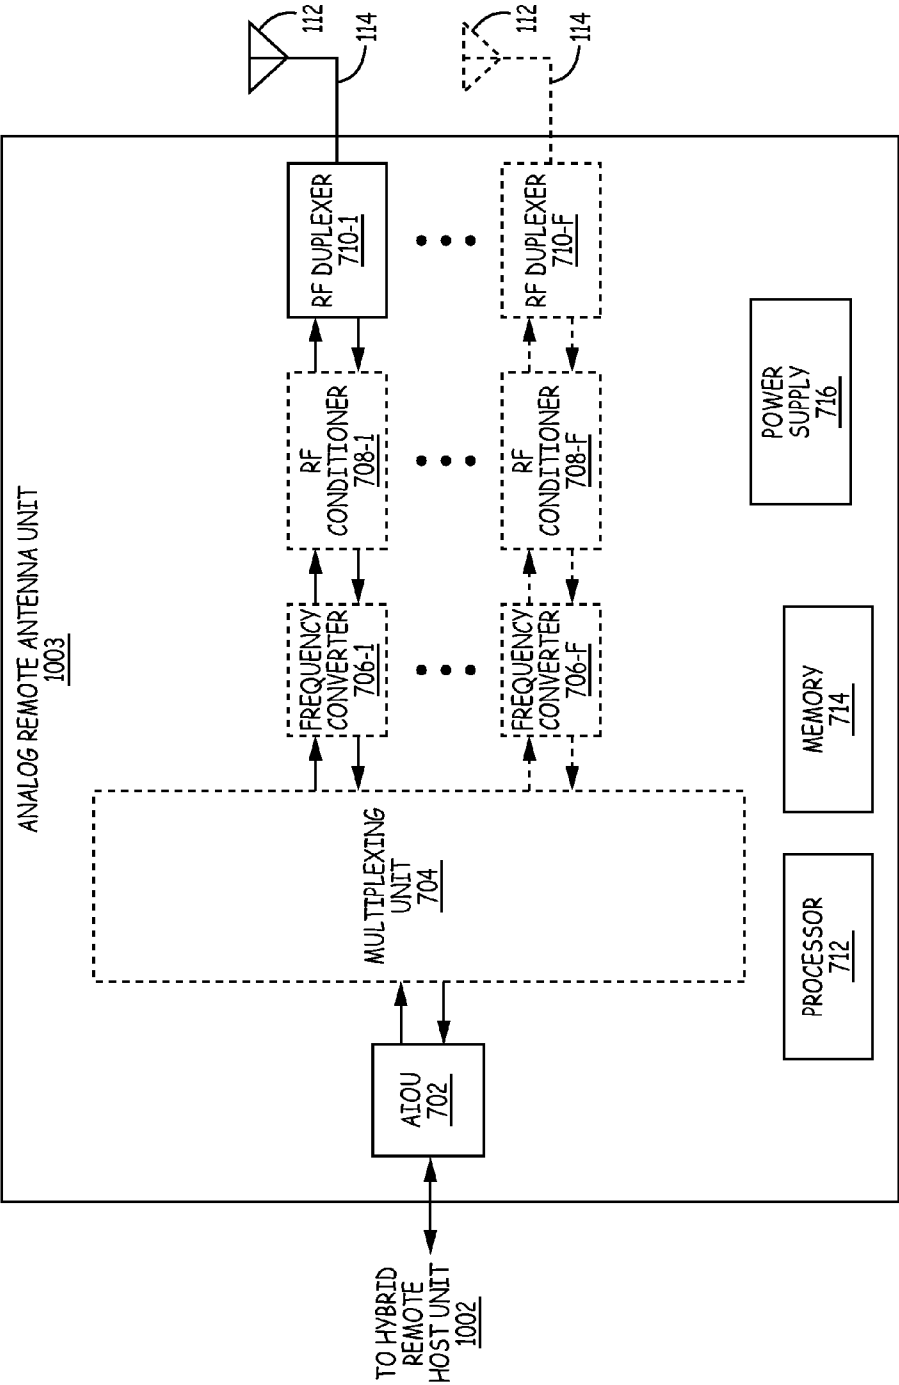 ANALOG REMOTE ANTENNA UNIT
1003
TO HYBRID
REMOTE
HOST UNIT
1002
AIOU
702
MULTIPLEXING
UNIT
704
FREQUENCY
CONVERTER
706-1
RF
CONDITIONER
708-1
RF DUPLEXER
710-1
112
114
FREQUENCY
CONVERTER
706-F
RF
CONDITIONER
708-F
RF DUPLEXER
710-F
112
114
PROCESSOR
712
MEMORY
714
POWER
SUPPLY
716